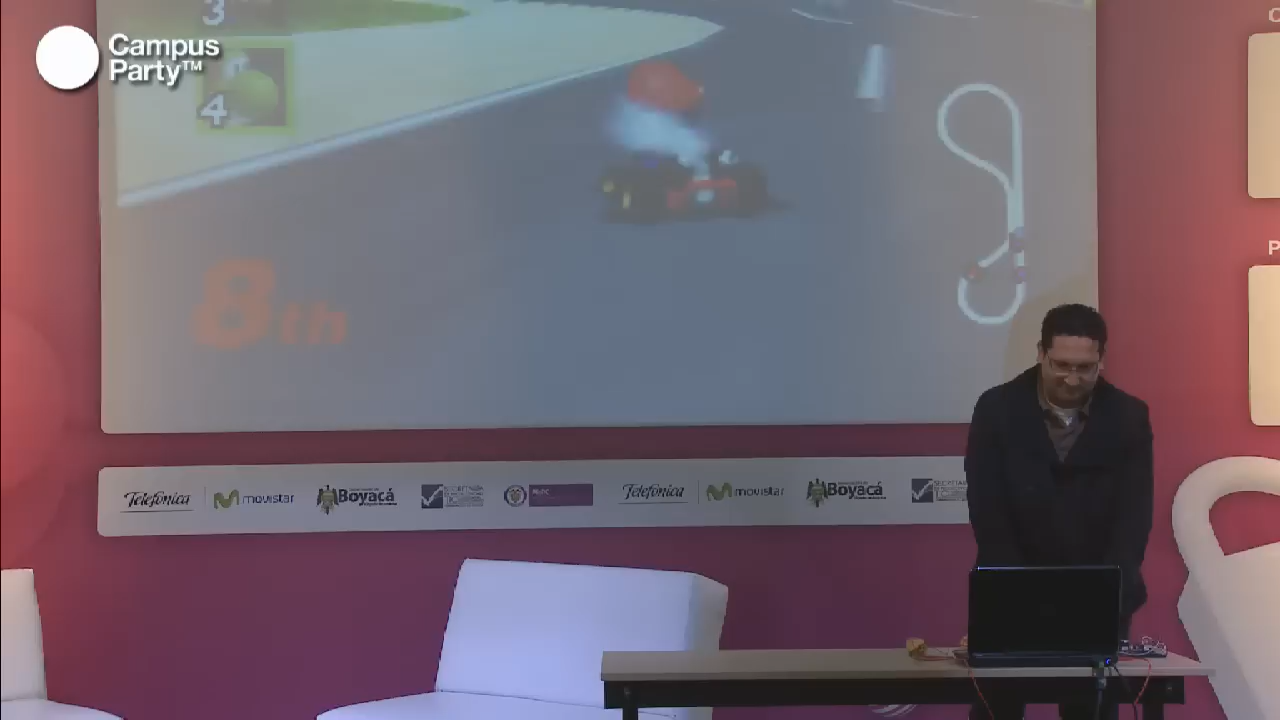 Campus
Party™
3
4
8th
Telefónica movistar Boyacá Telefónica movistar Boyacá
C
P